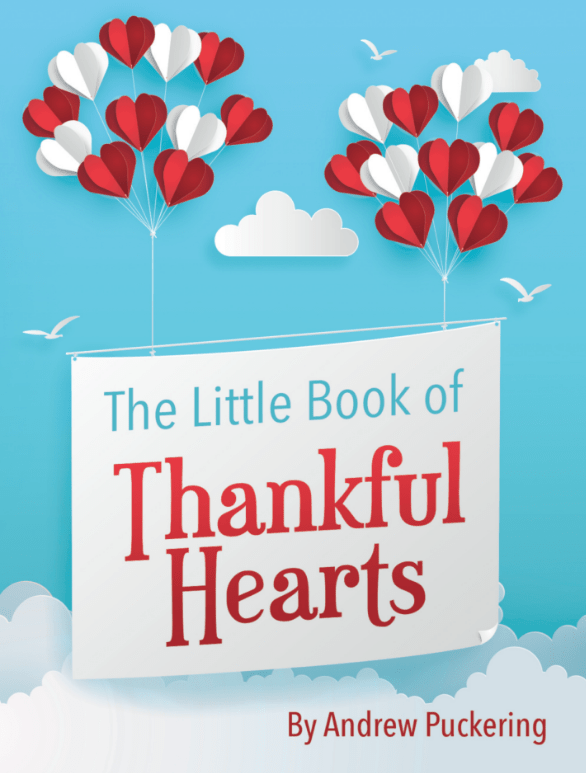 The Little Book of
Thankful
Hearts
By Andrew Puckering